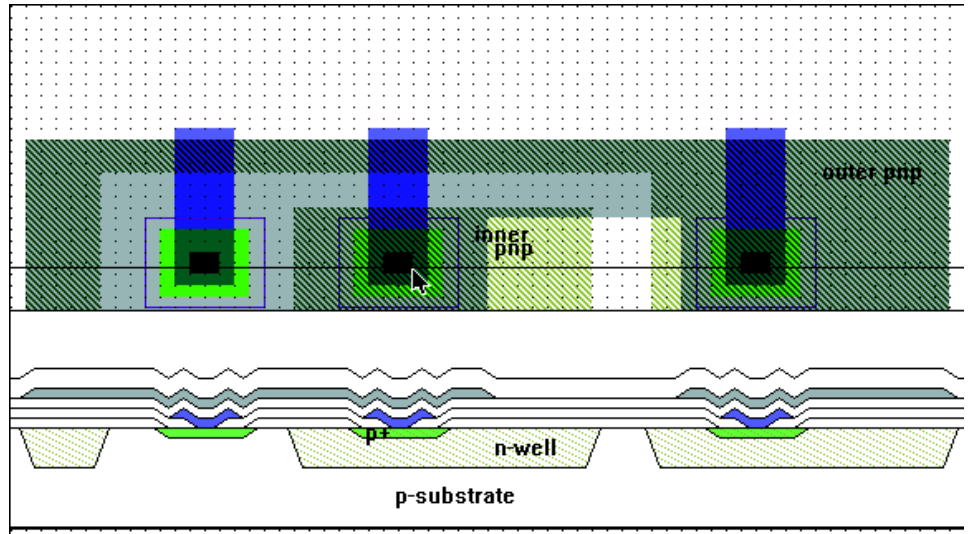 outer pnp
inner
pnp
p+
n-well
p-substrate